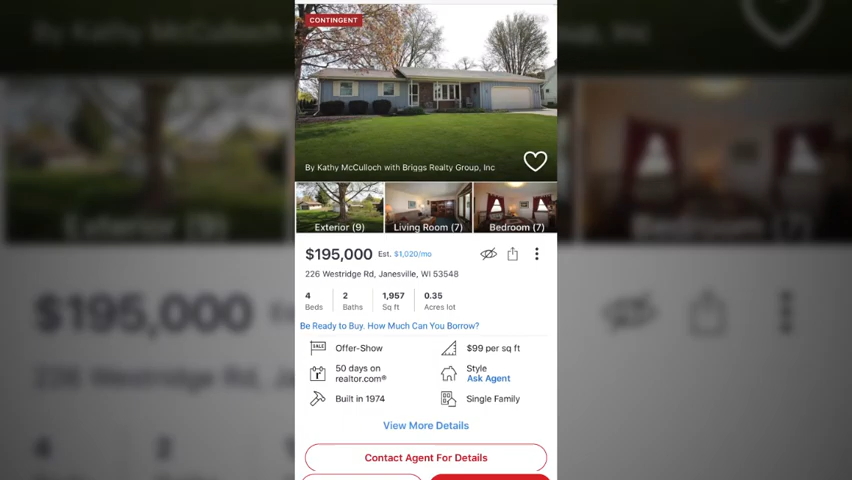 CONTINGENT
By Kathy McCulloch with Briggs Realty Group, Inc
Exterior (9)
Living Room (7)
Bedroom (7)
$195,000 Est. $1,020/mo
226 Westridge Rd, Janesville, WI 53548
4 2 1,957 0.35
Beds Baths Sq ft Acres lot
Be Ready to Buy. How Much Can You Borrow?
SALE Offer-Show $99 per sq ft
50 days on realtor.com®
Style
Ask Agent
Built in 1974 Single Family
View More Details
Contact Agent For Details